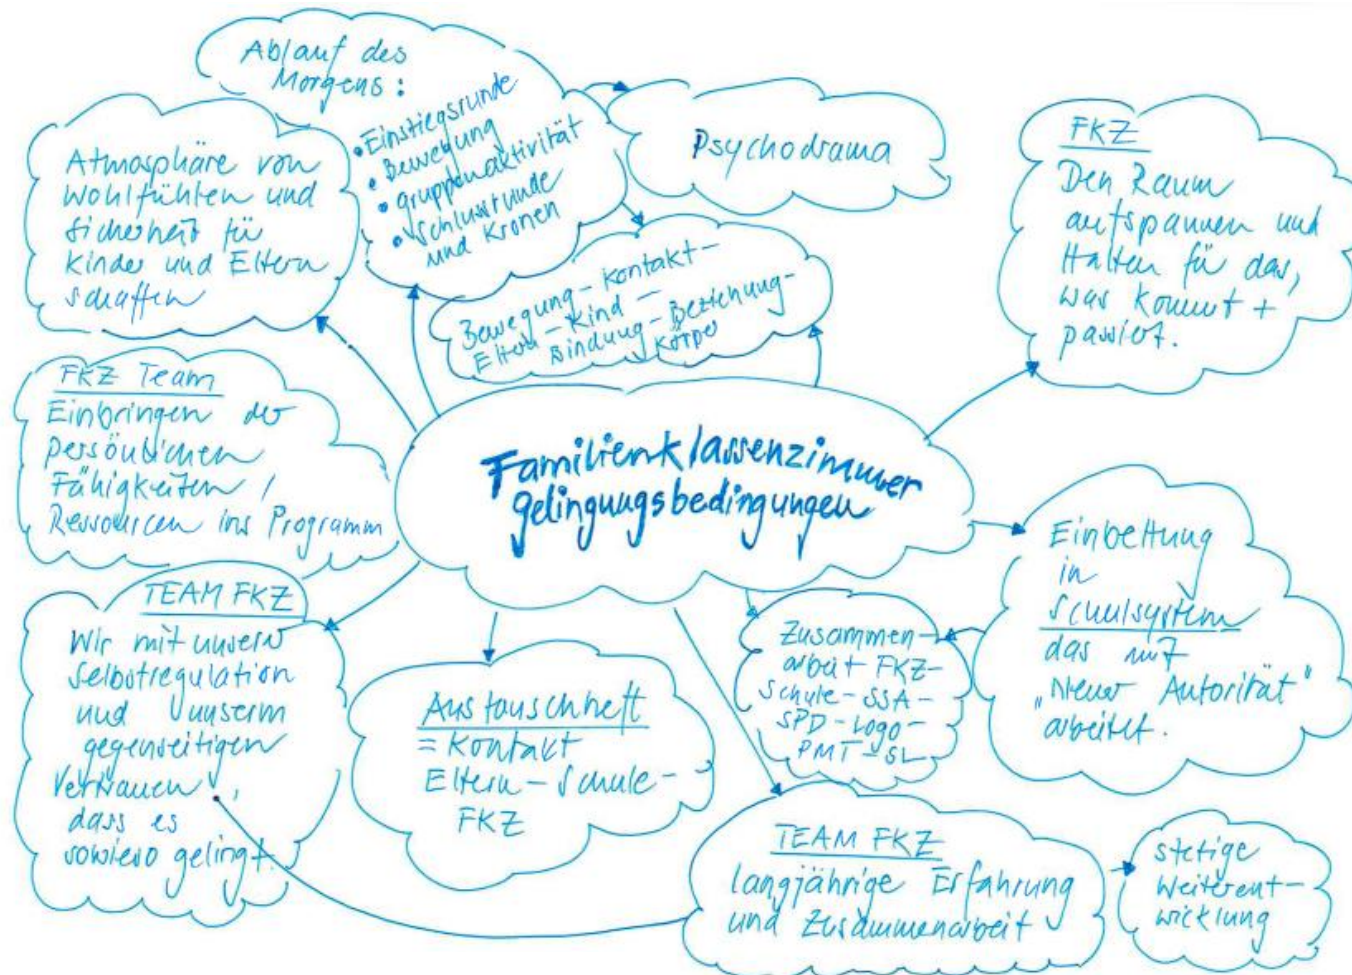 Ablauf des
Morgens:
• Einstiegsrunde
• Bewegung
• gruppenaktivität
• Schlussrunde
und Kronen
Psychodrama
Atmosphäre von
Wohlfühlen und
Sicherheit für
Kinder und Eltern
schaffen
Bewegung – Kontakt –
Eltern – Kind –
Bindung – Beziehung –
Körper
FKZ
Den Raum
aufspannen und
Halten für das,
was kommt +
passiert.
FKZ Team
Einbringen der
persönlichen
Fähigkeiten /
Ressourcen ins Programm
Familienklassenzimmer
gelingungsbedingungen
Einbettung
in
Schulsystem
das mit
„Neuer Autorität"
arbeitet.
TEAM FKZ
Wir mit unsern
Selbstregulation
und unserm
gegenseitigen
Vertrauen,
dass es
sowieso gelingt.
Austauschheft
= Kontakt
Eltern – Schule –
FKZ
Zusammen-
arbeit FKZ –
Schule – SSA –
SPD – Logo –
PMT – SL
TEAM FKZ
langjährige Erfahrung
und Zusammenarbeit
stetige
Weiterent-
wicklung